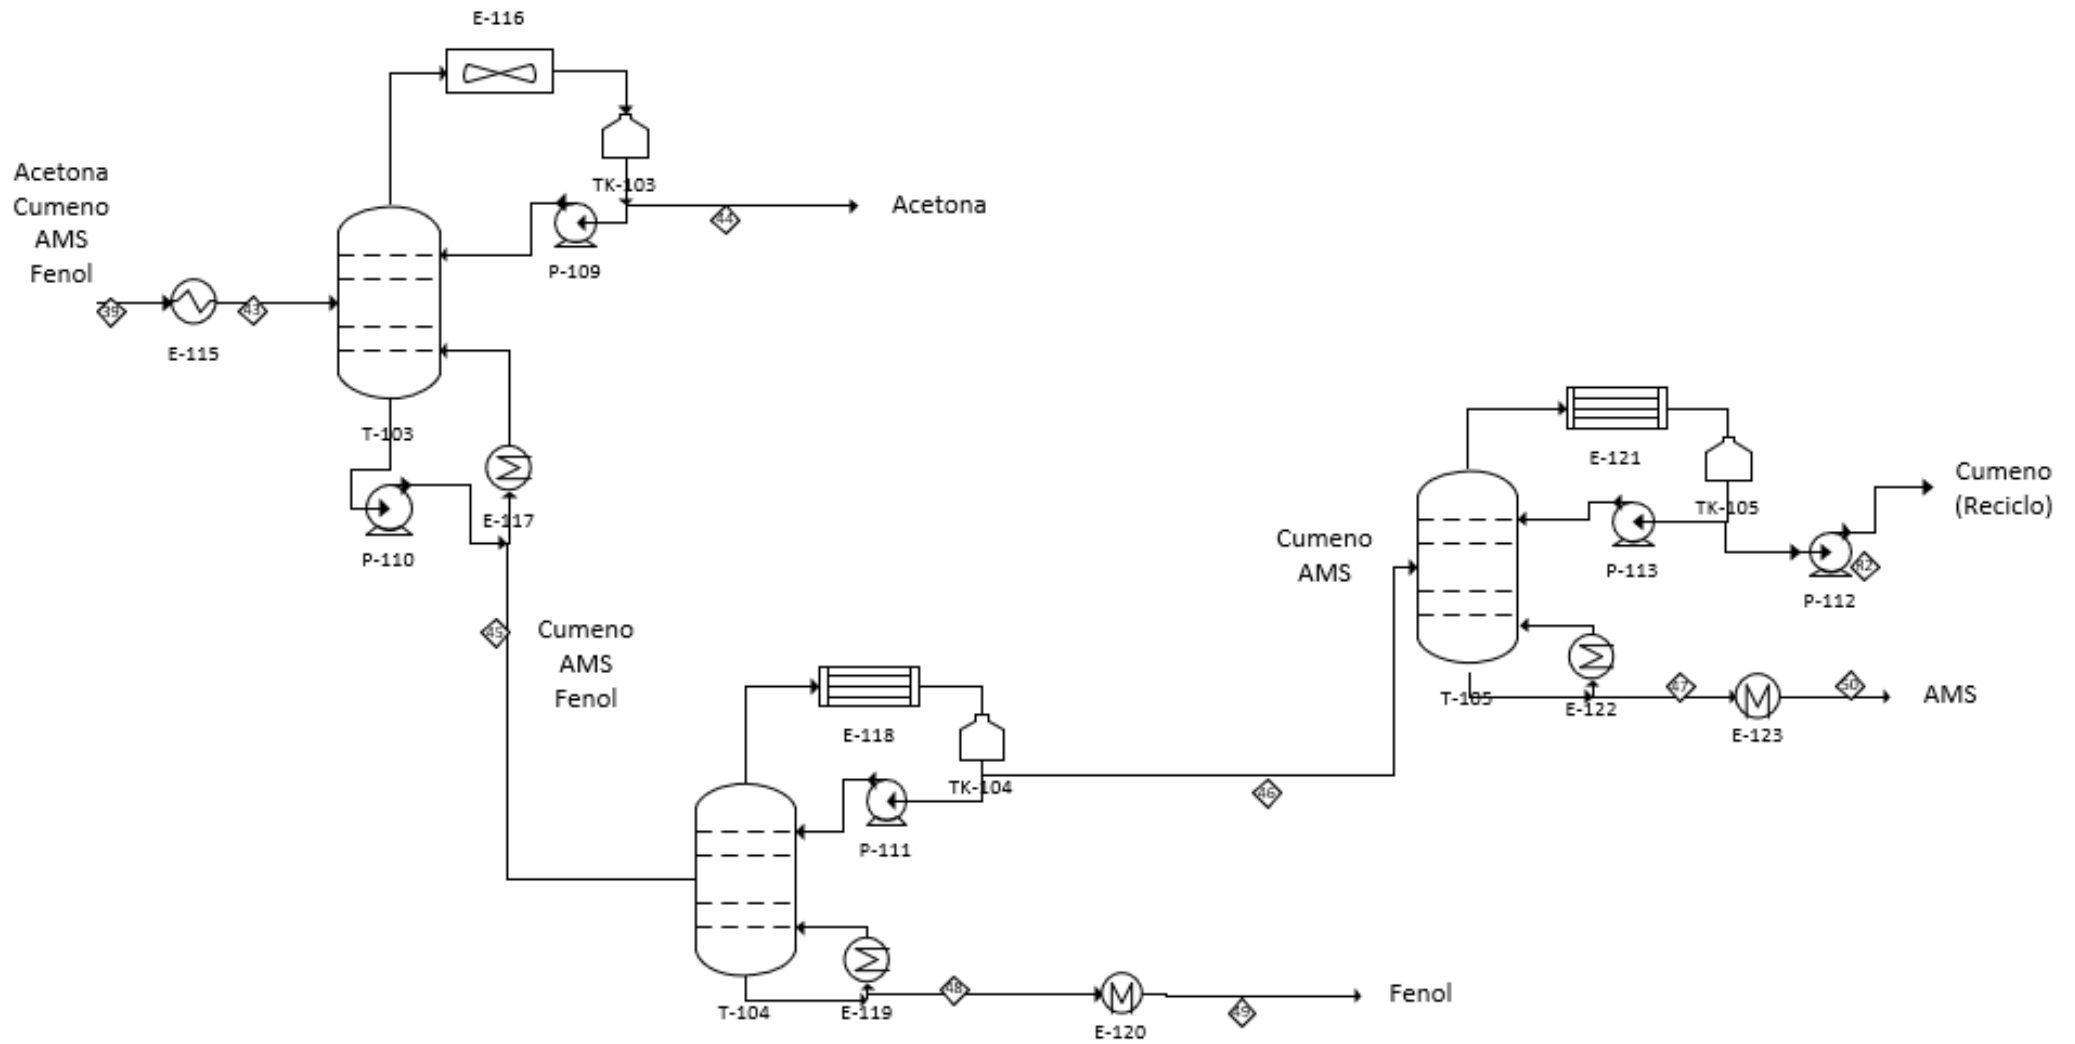 E-116
Acetona
Cumeno
AMS
Fenol
TK-103
44
Acetona
P-109
39
43
E-115
T-103
E-117
P-110
45
Cumeno
AMS
Fenol
E-118
TK-104
P-111
46
T-104
E-119
48
E-120
49
Fenol
Cumeno
AMS
E-121
TK-105
P-113
Cumeno
(Reciclo)
P-112
R2
T-105
E-122
47
E-123
50
AMS